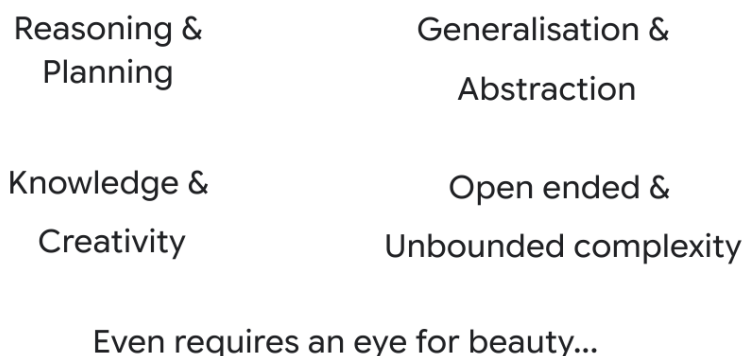 Reasoning &
Planning
Generalisation &
Abstraction
Knowledge &
Creativity
Open ended &
Unbounded complexity
Even requires an eye for beauty...